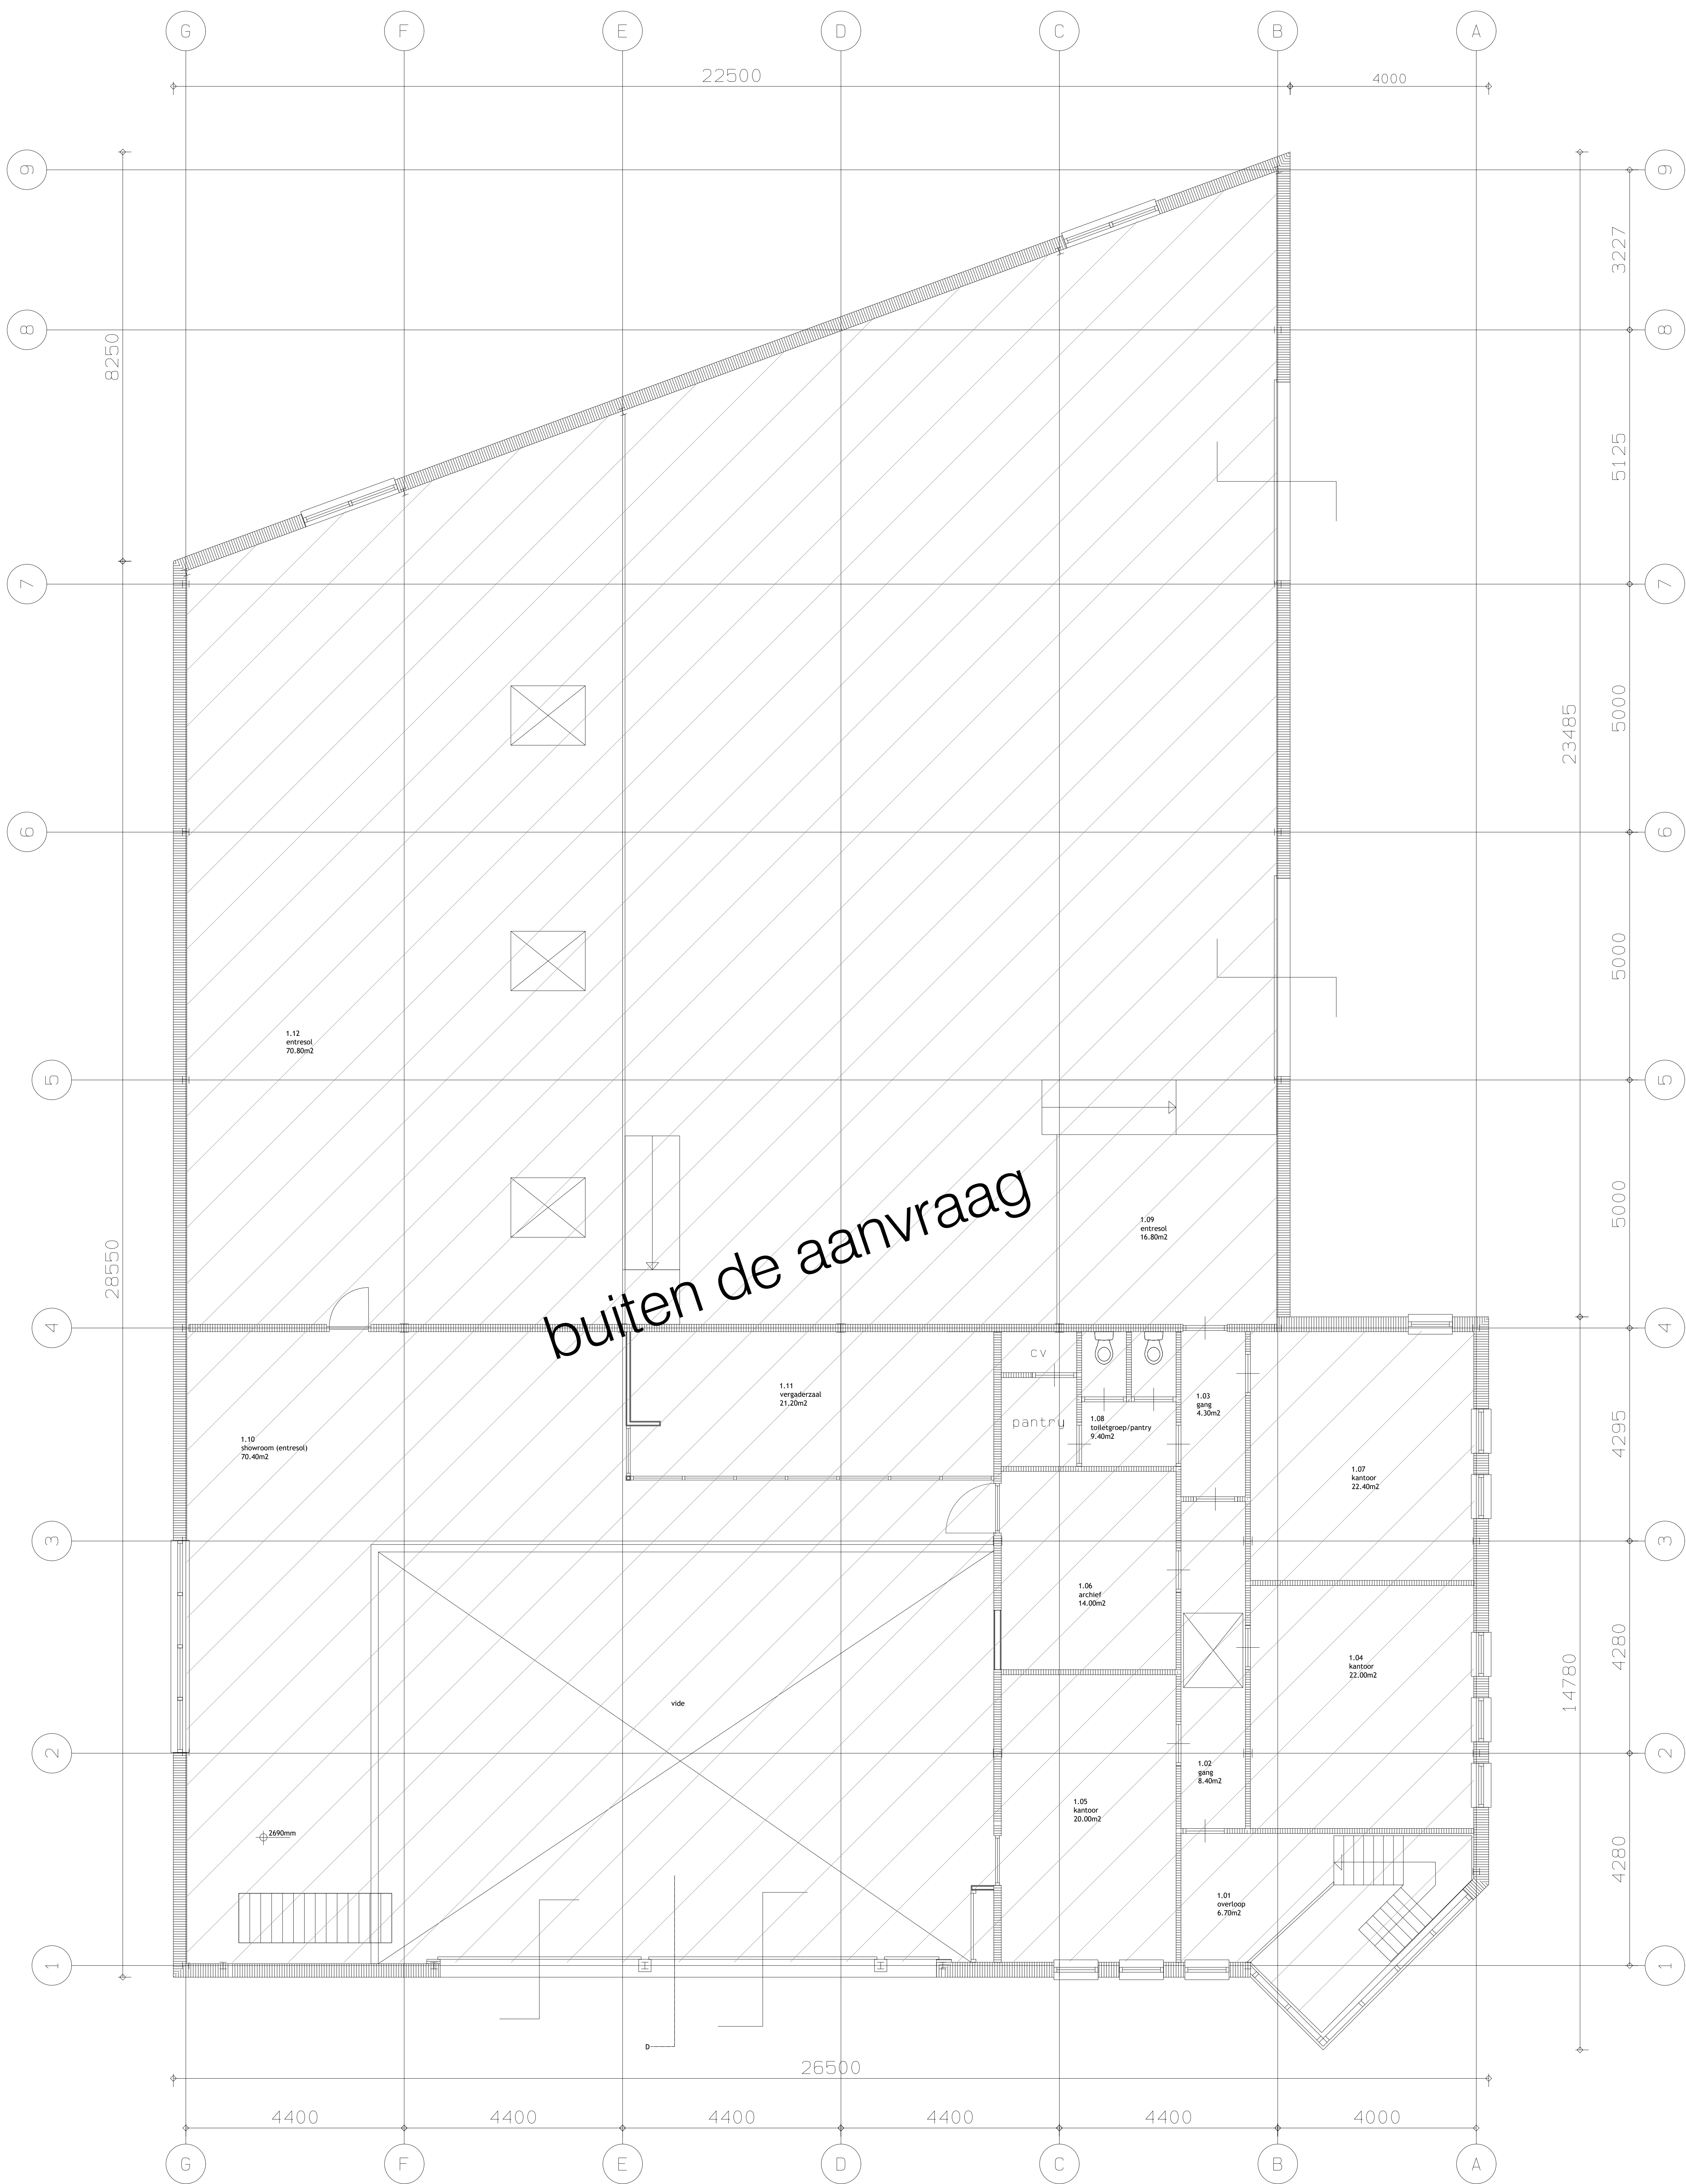 G F E D C B A
22500 4000
9 9
3227
8 8
8250
5125
7 7
5000
23485
6 6
5000
1.12
entresol
70.80m2
5 5
5000
1.09
entresol
16.80m2
28550
buiten de aanvraag
4 4
cv
1.11
vergaderzaal
21.20m2
1.03
gang
4.30m2
pantry
1.08
toiletgroep/pantry
9.40m2
4295
1.10
showroom (entresol)
70.40m2
1.07
kantoor
22.40m2
3 3
1.06
archief
14.00m2
4280
1.04
kantoor
22.00m2
14780
vide
2 2
1.02
gang
8.40m2
1.05
kantoor
20.00m2
2690mm
4280
1.01
overloop
6.70m2
1 1
D
26500
4400 4400 4400 4400 4400 4000
G F E D C B A